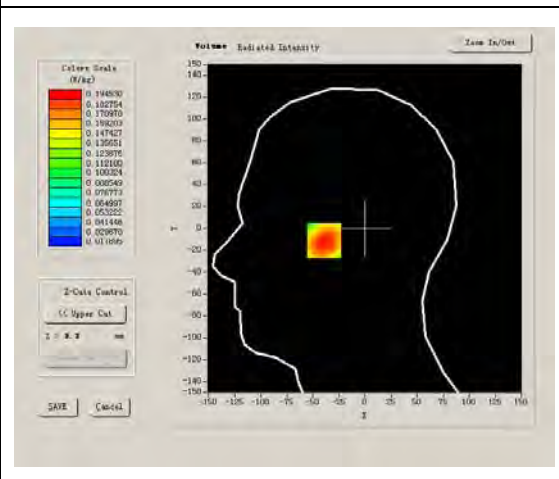 Volume Radiated Intensity
Zoom In/Out
Colors Scale
(W/kg)
0.194530
0.182754
0.170978
0.159203
0.147427
0.135651
0.123876
0.112100
0.100324
0.088549
0.076773
0.064997
0.053222
0.041446
0.029670
150
140
120
100
80
60
40
20
0
-20
-40
-60
-80
-100
-120
-140
-150
Y
-150 -125 -100 -75 -50 -25 0 25 50 75 100 125 150
X
Z-Cuts Control
<< Upper Cut
mm
SAVE
Cancel